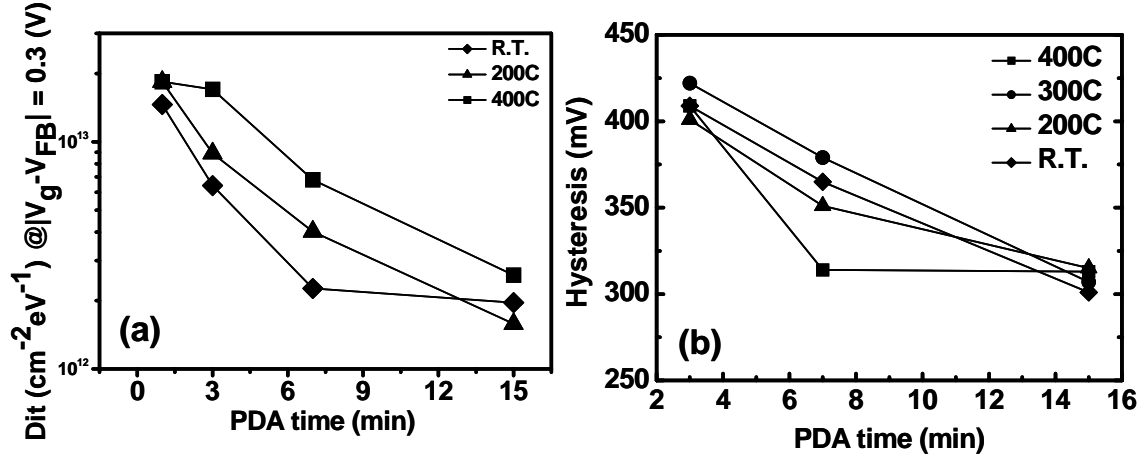 Dit (cm-2eV-1) @|Vg-VFB| = 0.3 (V)
R.T.
200C
400C
10^13
10^12
(a)
0 3 6 9 12 15
PDA time (min)
Hysteresis (mV)
450
400
350
300
250
400C
300C
200C
R.T.
(b)
2 4 6 8 10 12 14 16
PDA time (min)